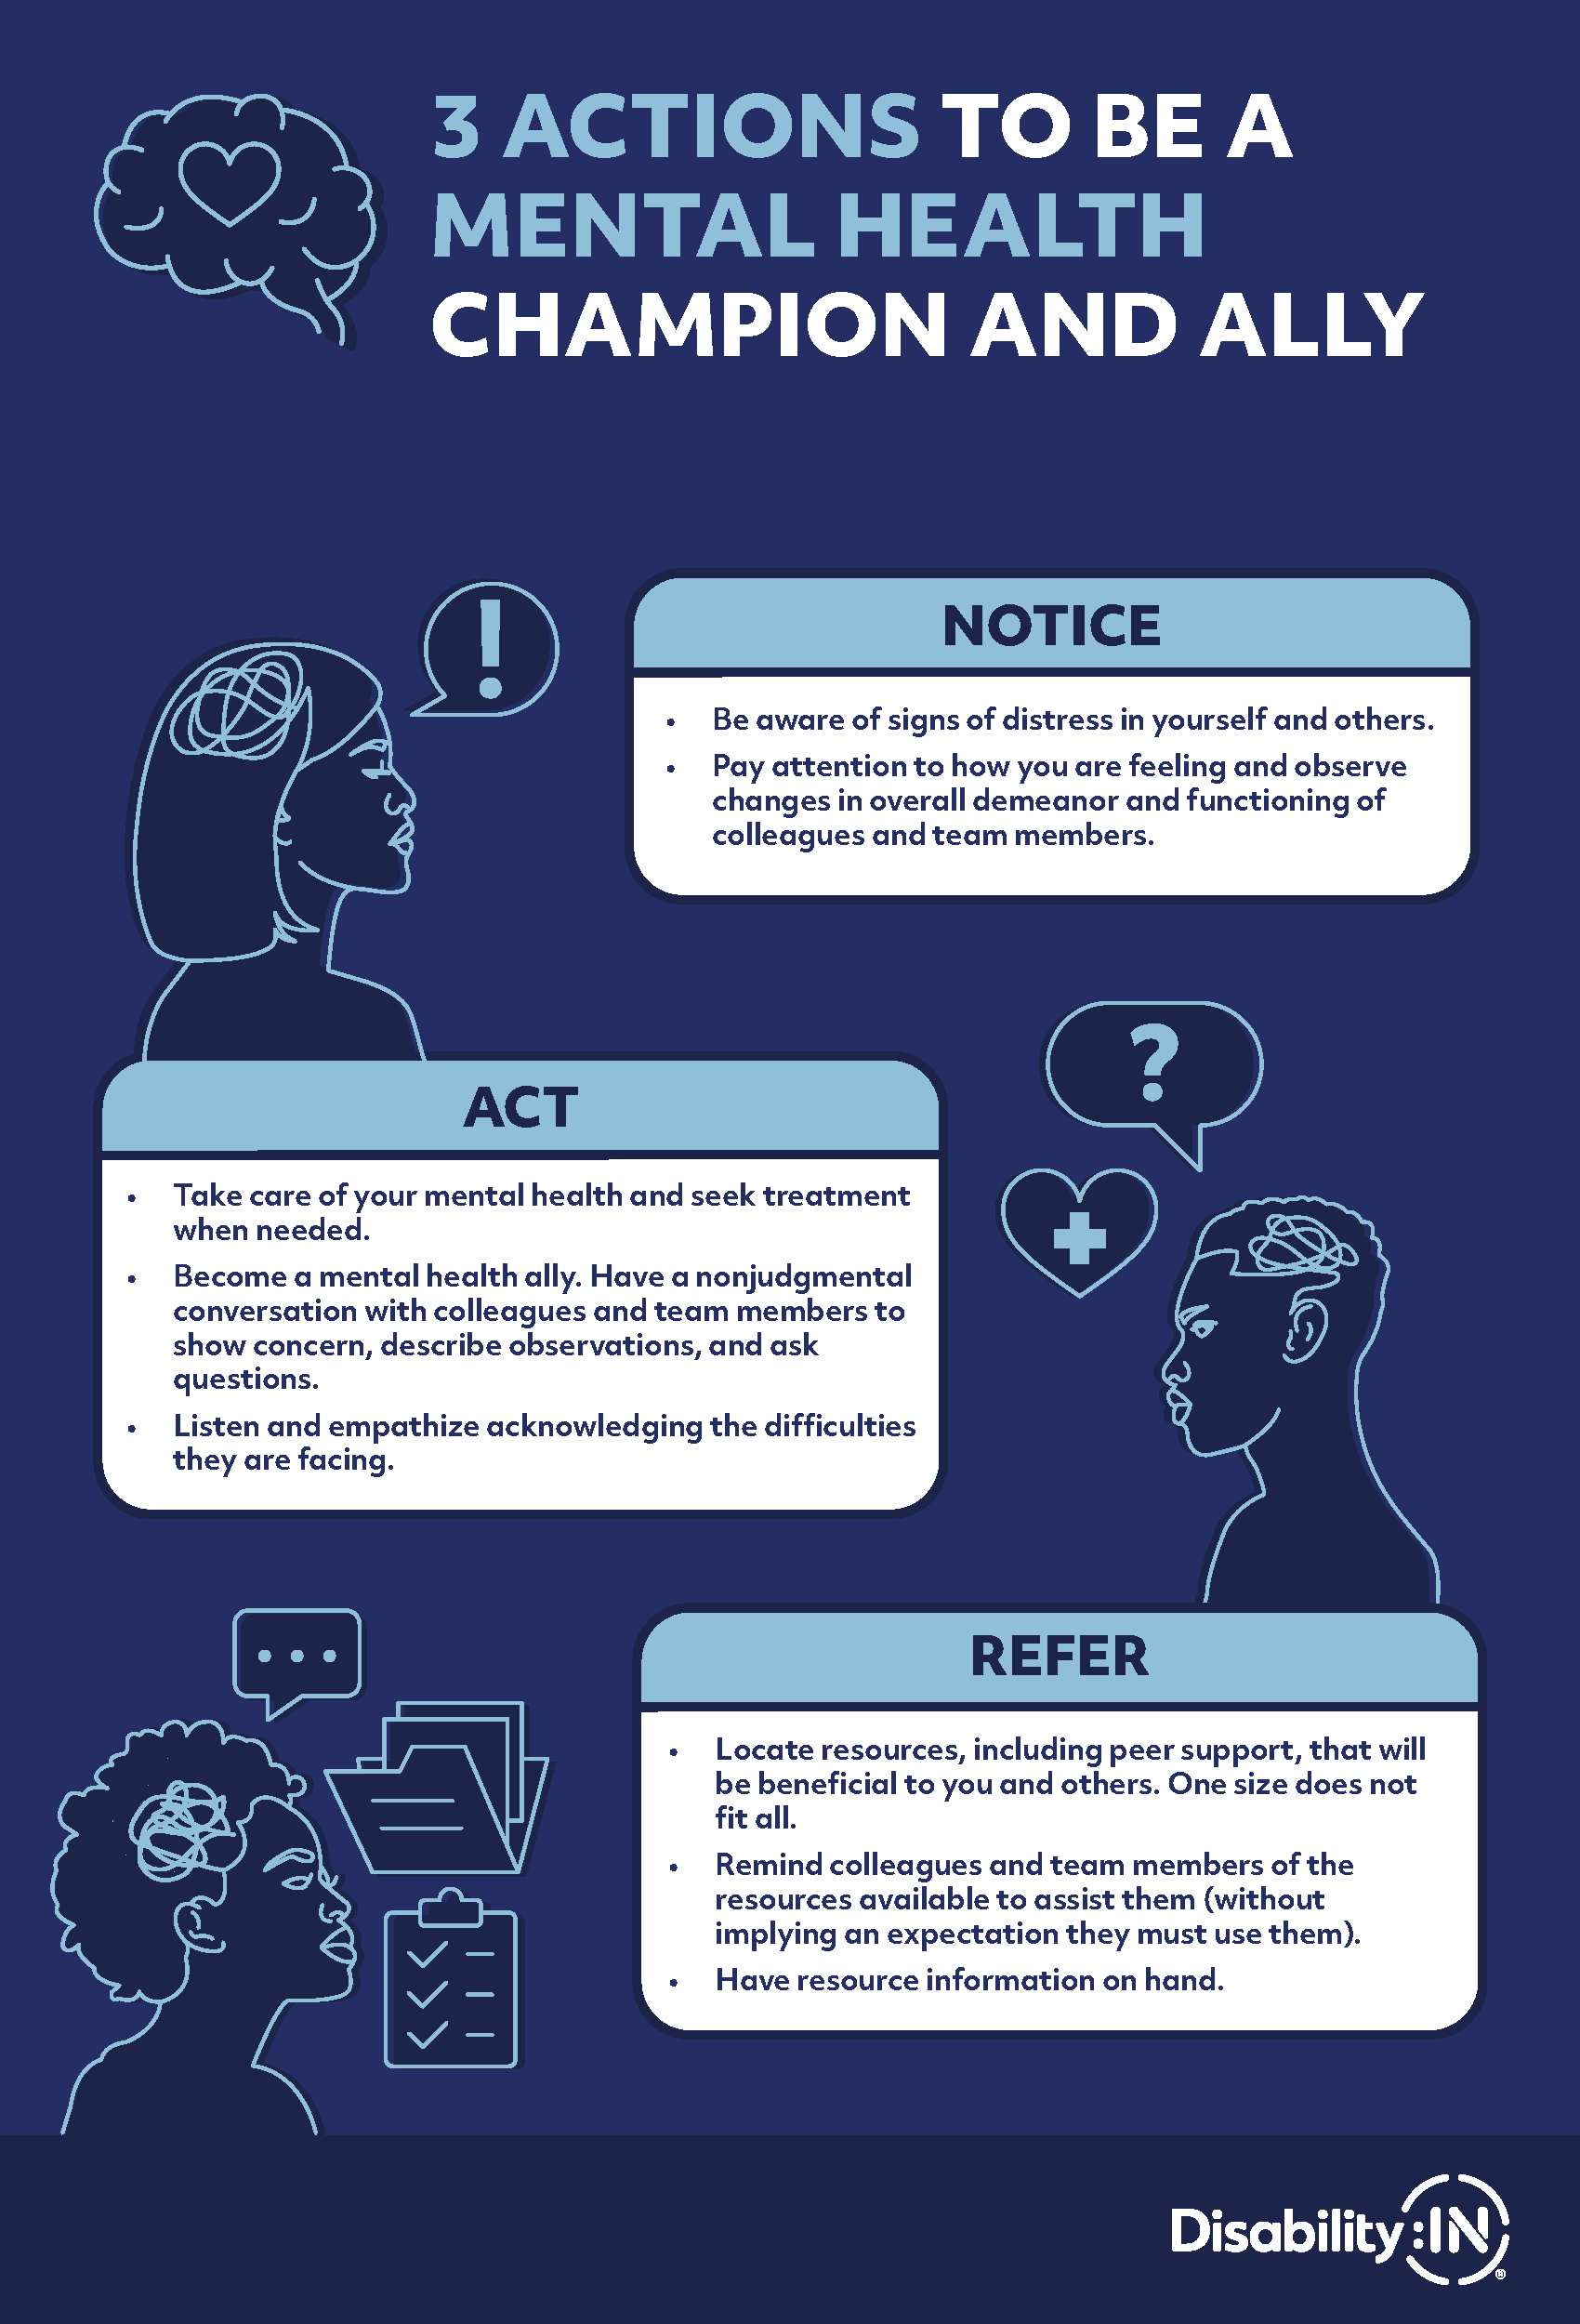 3 ACTIONS TO BE A
MENTAL HEALTH
CHAMPION AND ALLY
!
NOTICE
• Be aware of signs of distress in yourself and others.
• Pay attention to how you are feeling and observe
changes in overall demeanor and functioning of
colleagues and team members.
?
ACT
• Take care of your mental health and seek treatment
when needed.
• Become a mental health ally. Have a nonjudgmental
conversation with colleagues and team members to
show concern, describe observations, and ask
questions.
• Listen and empathize acknowledging the difficulties
they are facing.
REFER
• Locate resources, including peer support, that will
be beneficial to you and others. One size does not
fit all.
• Remind colleagues and team members of the
resources available to assist them (without
implying an expectation they must use them).
• Have resource information on hand.
Disability:IN®